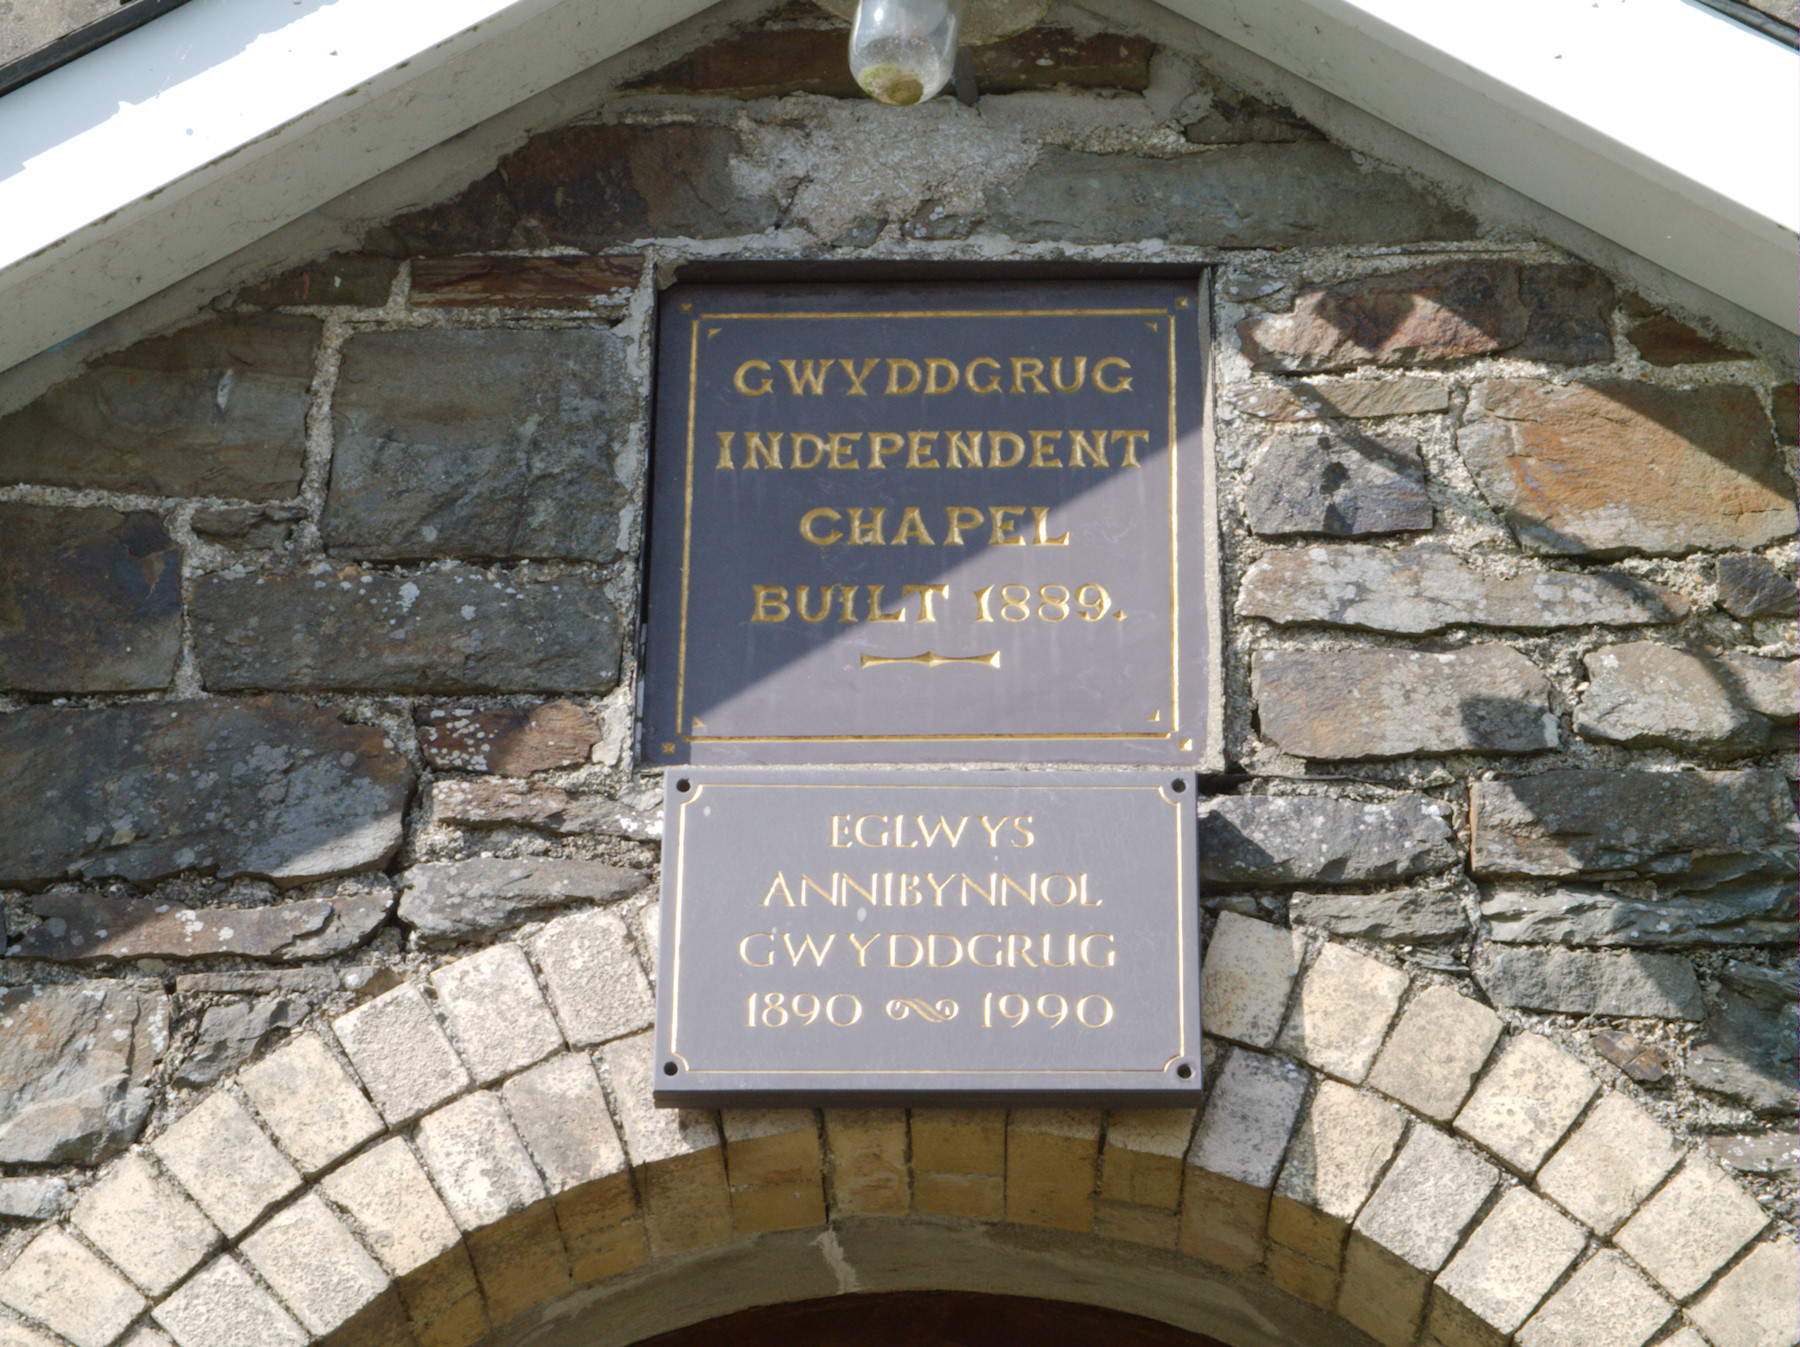 GWYDDGRUG
INDEPENDENT
CHAPEL
BUILT 1889.
EGLWYS
ANNIBYNNOL
GWYDDGRUG
1890 1990